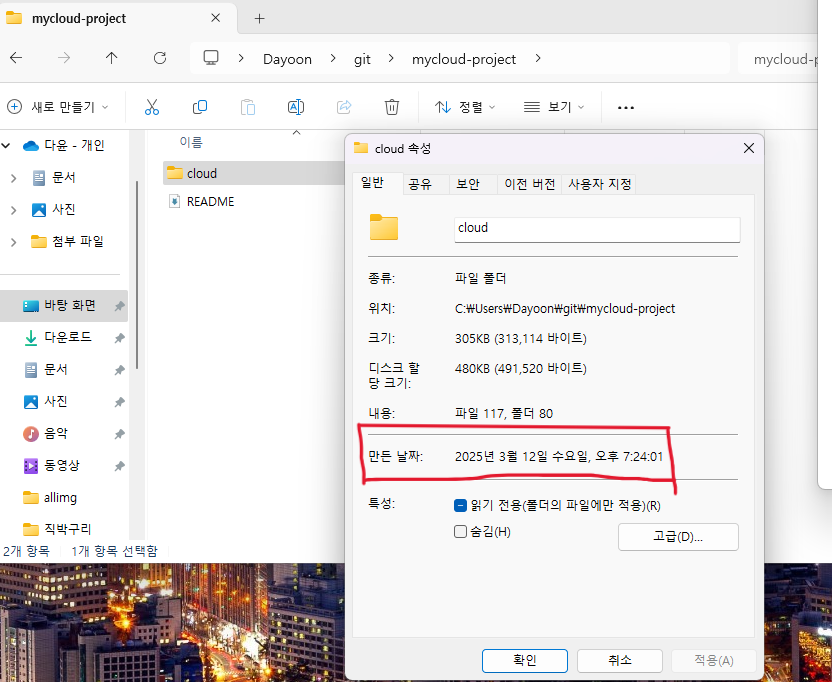 mycloud-project
Dayoon
git
mycloud-project
mycloud-p
새로 만들기
정렬
보기
다윤 - 개인
문서
사진
첨부 파일
바탕 화면
다운로드
문서
사진
음악
동영상
allimg
직박구리
2개 항목
1개 항목 선택함
이름
cloud
README
cloud 속성
일반 공유 보안 이전 버전 사용자 지정
cloud
종류: 파일 폴더
위치: C:₩Users₩Dayoon₩git₩mycloud-project
크기: 305KB (313,114 바이트)
디스크 할
당 크기: 480KB (491,520 바이트)
내용: 파일 117, 폴더 80
만든 날짜: 2025년 3월 12일 수요일, 오후 7:24:01
특성: 읽기 전용(폴더의 파일에만 적용)(R)
숨김(H)
고급(D)...
확인 취소 적용(A)